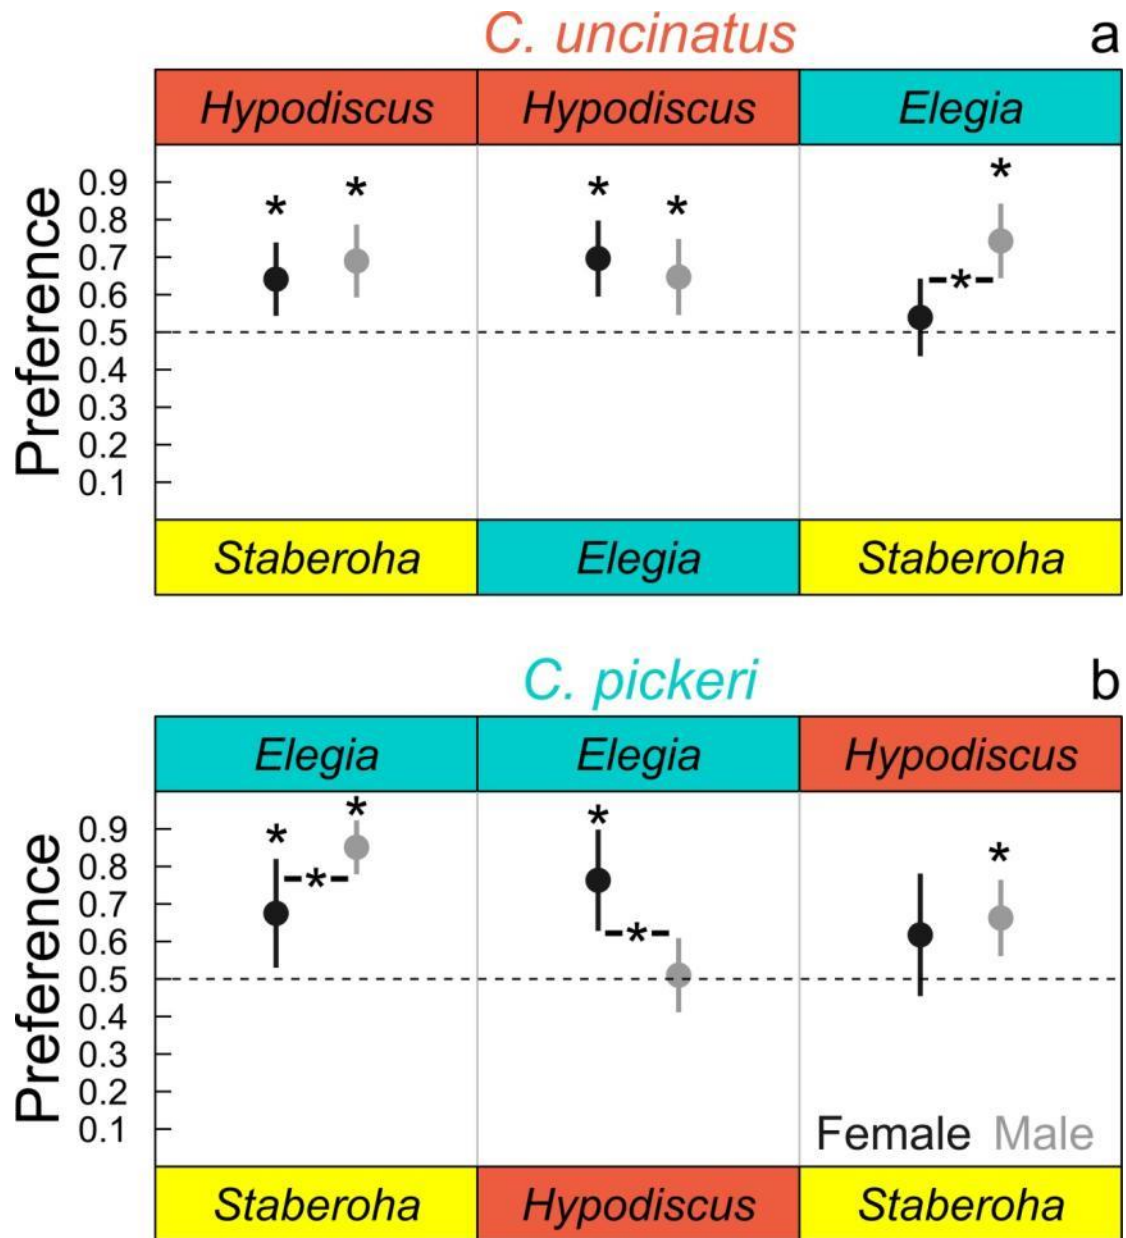 C. uncinatus a
Hypodiscus Hypodiscus Elegia
Preference
0.9
0.8
0.7
0.6
0.5
0.4
0.3
0.2
0.1
* * * * *
*
Staberoha Elegia Staberoha
C. pickeri b
Elegia Elegia Hypodiscus
Preference
0.9
0.8
0.7
0.6
0.5
0.4
0.3
0.2
0.1
* * * *
* *
Female Male
Staberoha Hypodiscus Staberoha